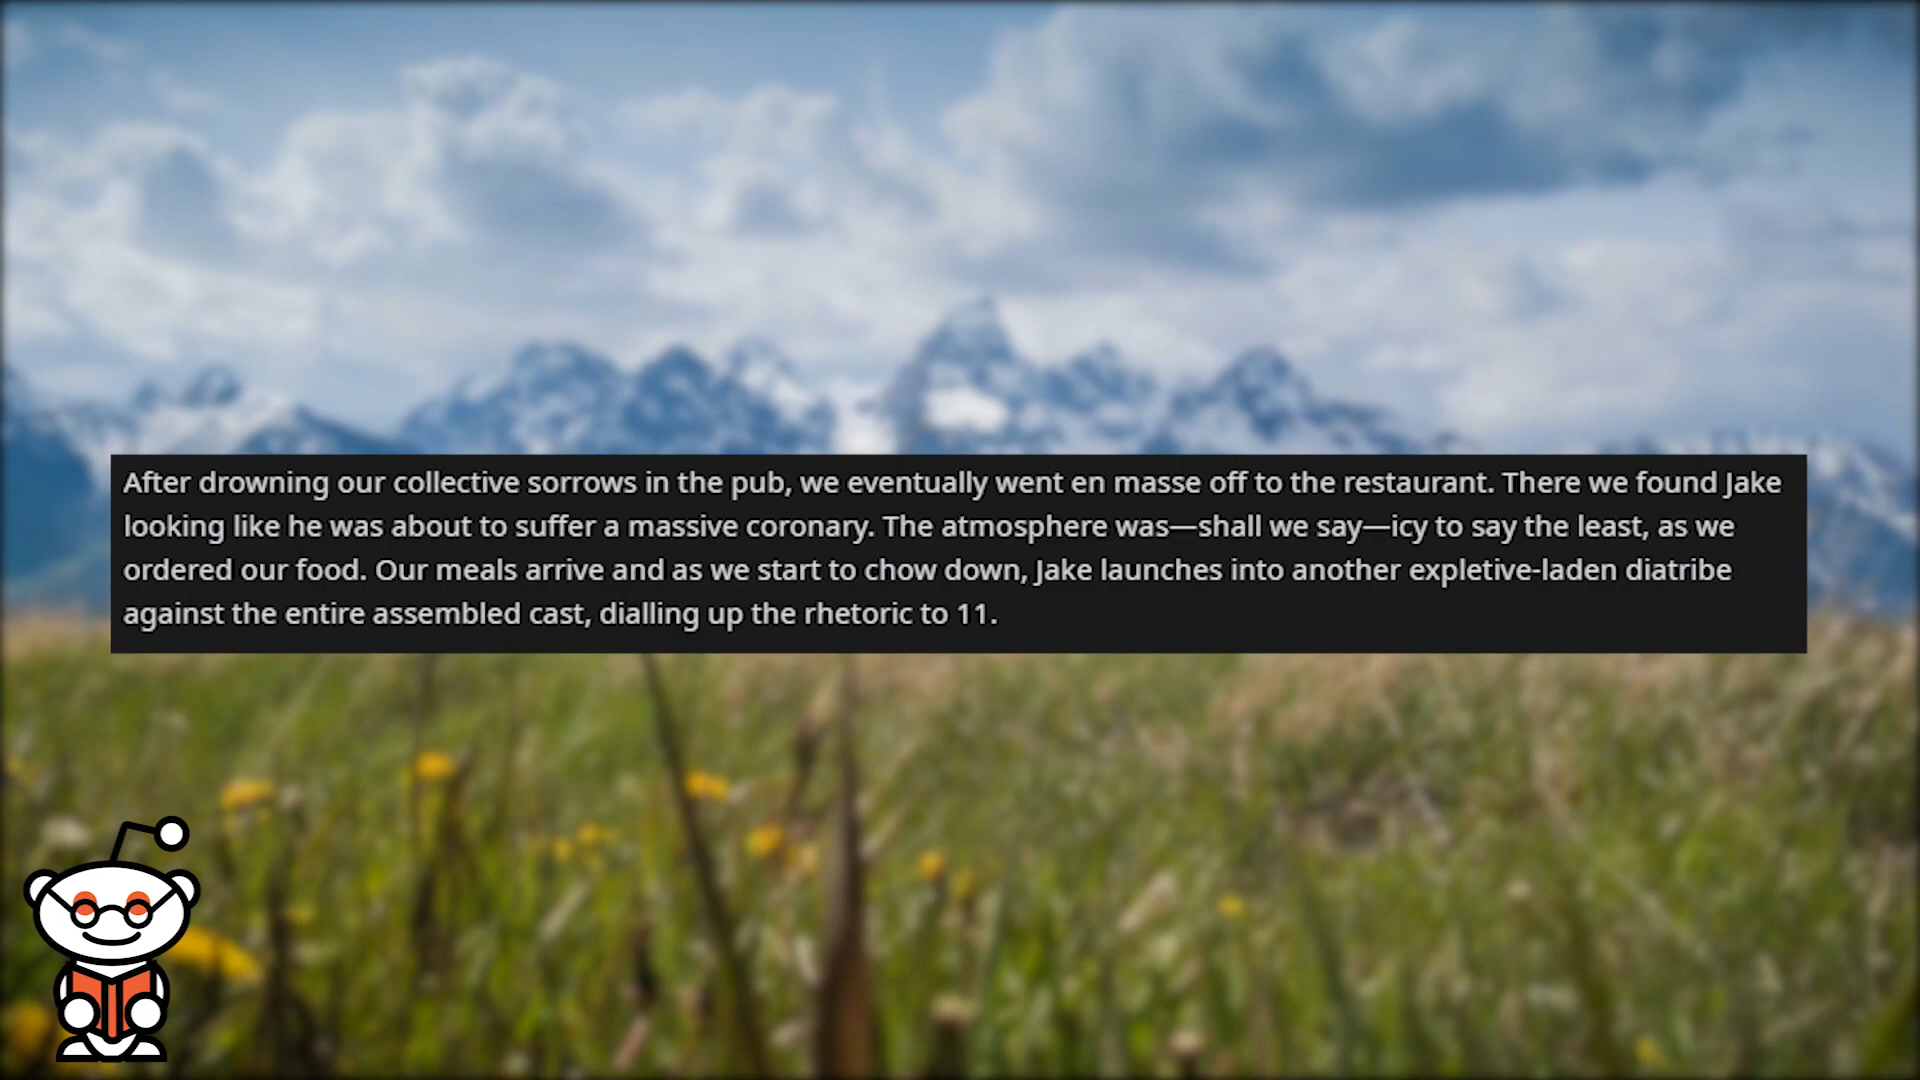 After drowning our collective sorrows in the pub, we eventually went en masse off to the restaurant. There we found Jake
looking like he was about to suffer a massive coronary. The atmosphere was—shall we say—icy to say the least, as we
ordered our food. Our meals arrive and as we start to chow down, Jake launches into another expletive-laden diatribe
against the entire assembled cast, dialling up the rhetoric to 11.